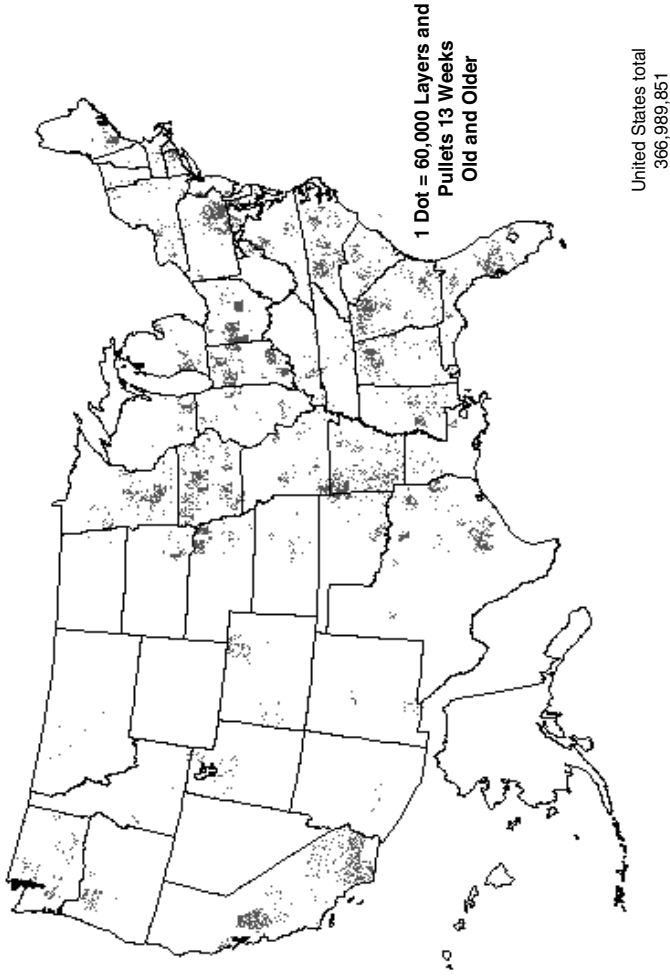 1 Dot = 60,000 Layers and
Pullets 13 Weeks
Old and Older
United States total
366,989,851